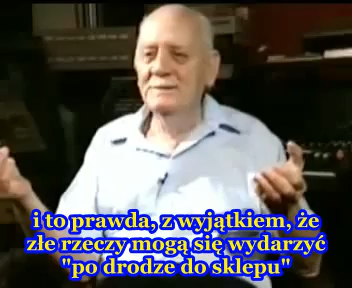 i to prawda, z wyjątkiem, że
złe rzeczy mogą się wydarzyć
"po drodze do sklepu"